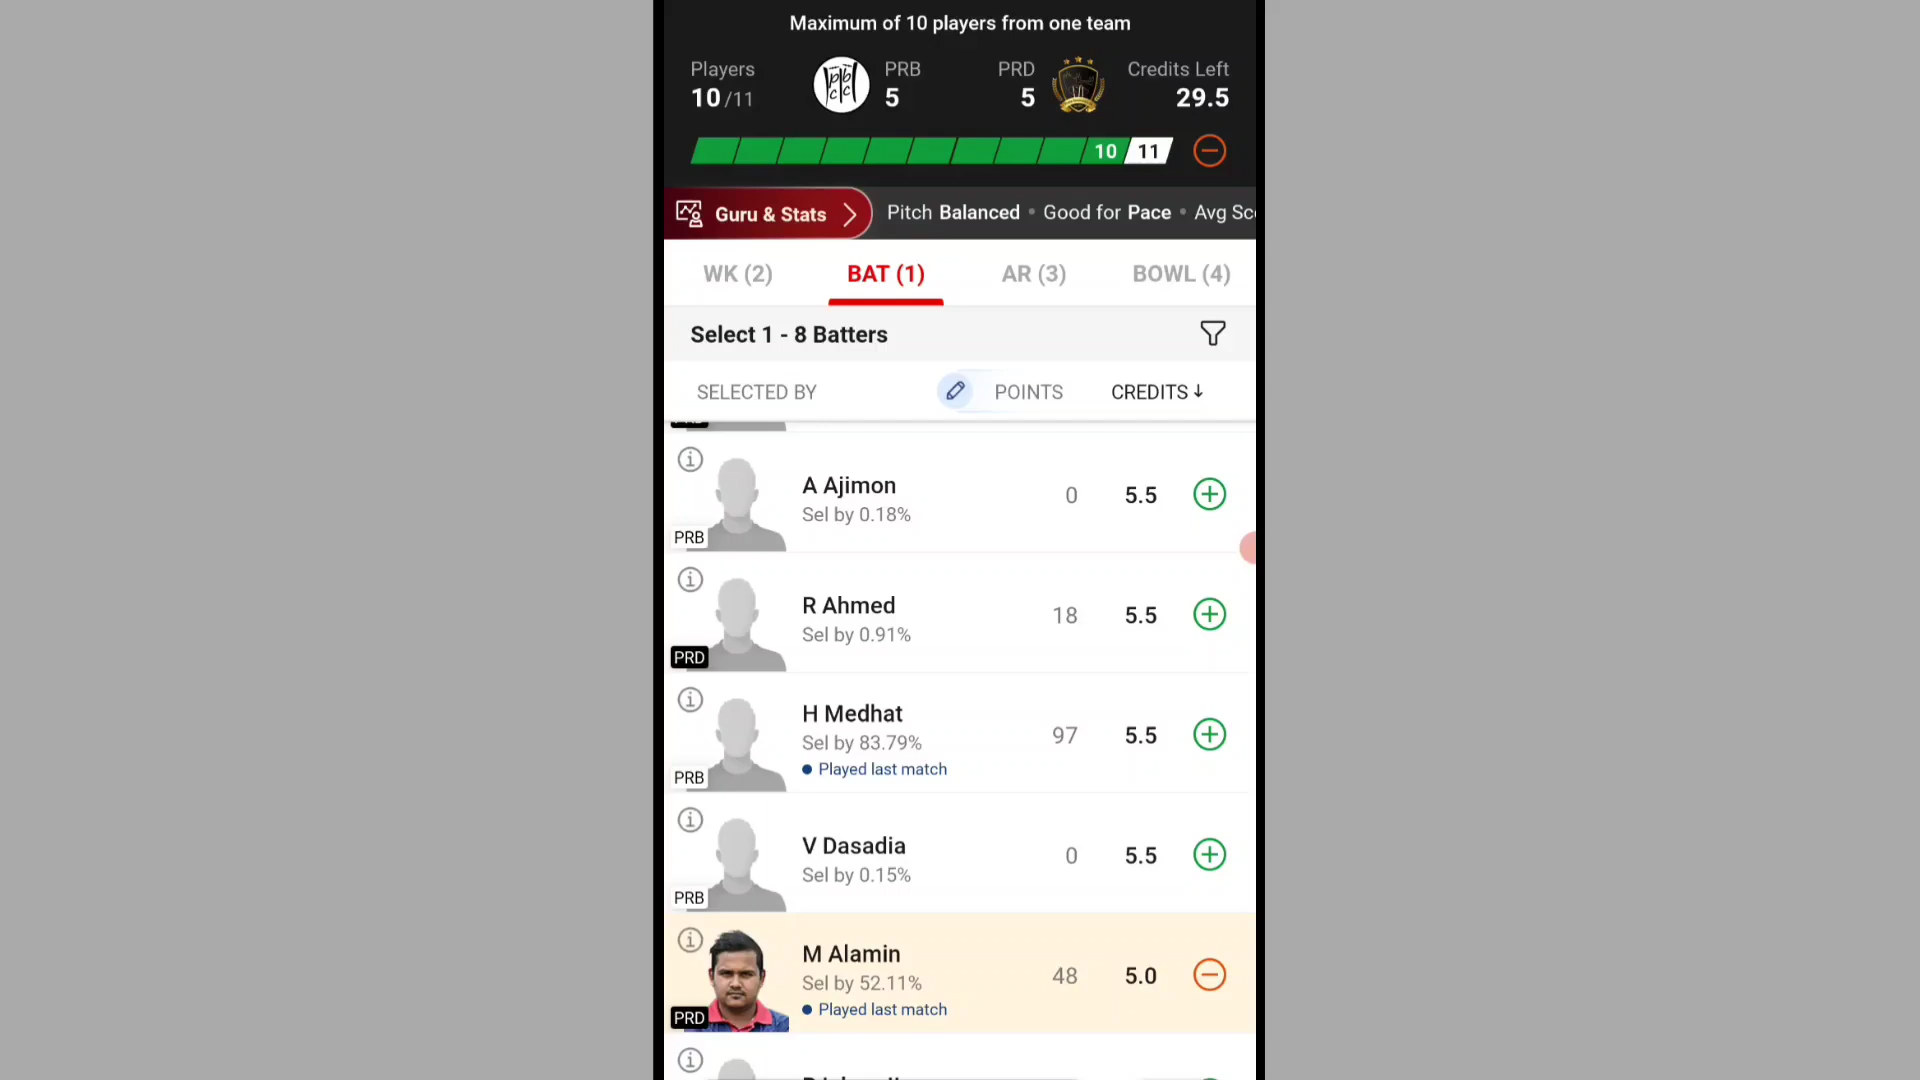 Maximum of 10 players from one team
Players
10 /11
pb
cc
PRB
5
PRD
5
Credits Left
29.5
10
11
Guru & Stats
Pitch Balanced • Good for Pace • Avg Sc
WK (2)
BAT (1)
AR (3)
BOWL (4)
Select 1 - 8 Batters
SELECTED BY
POINTS
CREDITS ↓
A Ajimon
Sel by 0.18%
PRB
0
5.5
R Ahmed
Sel by 0.91%
PRD
18
5.5
H Medhat
Sel by 83.79%
Played last match
PRB
97
5.5
V Dasadia
Sel by 0.15%
PRB
0
5.5
M Alamin
Sel by 52.11%
Played last match
PRD
48
5.0